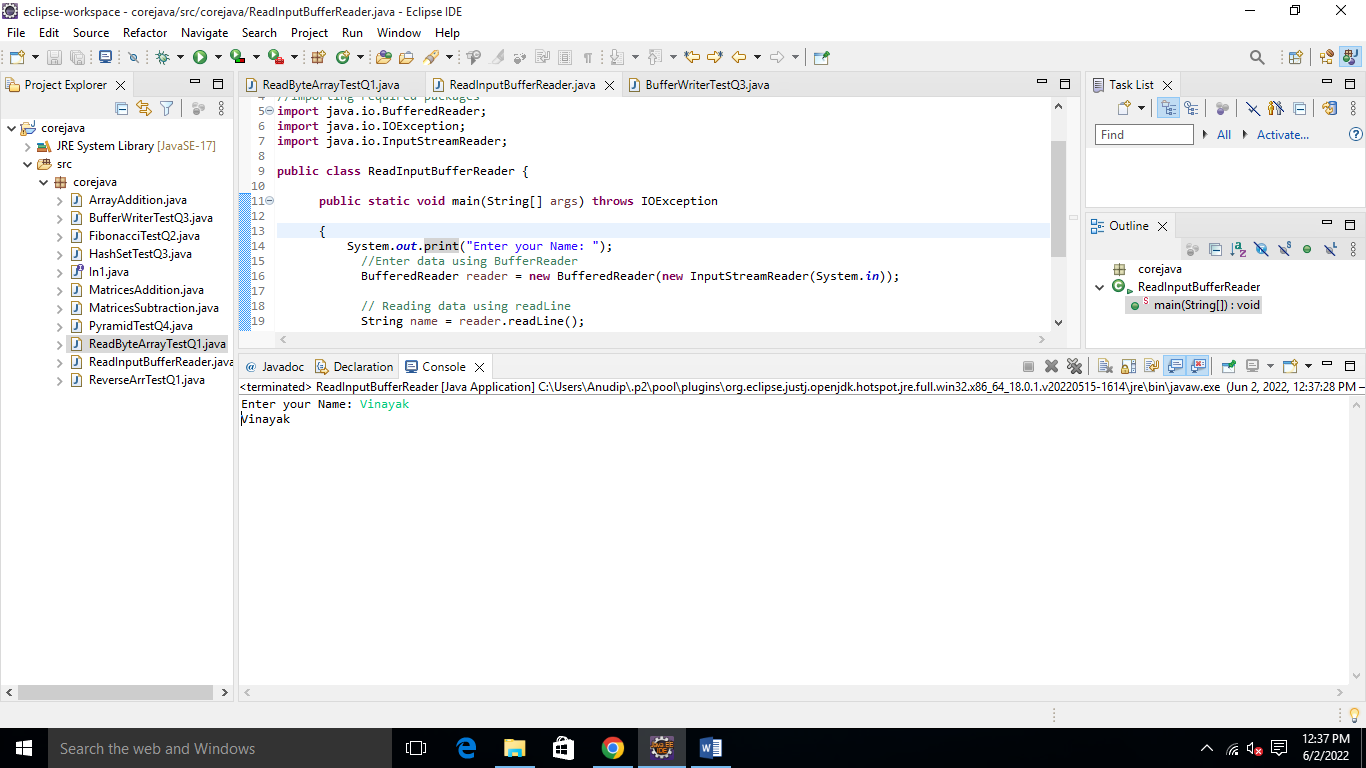 eclipse-workspace - corejava/src/corejava/ReadInputBufferReader.java - Eclipse IDE
File Edit Source Refactor Navigate Search Project Run Window Help
Project Explorer
corejava
JRE System Library [JavaSE-17]
src
corejava
ArrayAddition.java
BufferWriterTestQ3.java
FibonacciTestQ2.java
HashSetTestQ3.java
In1.java
MatricesAddition.java
MatricesSubtraction.java
PyramidTestQ4.java
ReadByteArrayTestQ1.java
ReadInputBufferReader.java
ReverseArrTestQ1.java
ReadByteArrayTestQ1.java ReadInputBufferReader.java BufferWriterTestQ3.java
4 //importing required packages
5 import java.io.BufferedReader;
6 import java.io.IOException;
7 import java.io.InputStreamReader;
8
9 public class ReadInputBufferReader {
10
11 public static void main(String[] args) throws IOException
12
13 {
14 System.out.print("Enter your Name: ");
15 //Enter data using BufferReader
16 BufferedReader reader = new BufferedReader(new InputStreamReader(System.in));
17
18 // Reading data using readLine
19 String name = reader.readLine();
Task List
Find All Activate...
Outline
corejava
ReadInputBufferReader
main(String[]) : void
@ Javadoc Declaration Console
<terminated> ReadInputBufferReader [Java Application] C:\Users\Anudip\.p2\pool\plugins\org.eclipse.justj.openjdk.hotspot.jre.full.win32.x86_64_18.0.1.v20220515-1614\jre\bin\javaw.exe (Jun 2, 2022, 12:37:28 PM –
Enter your Name: Vinayak
Vinayak
Search the web and Windows
12:37 PM
6/2/2022